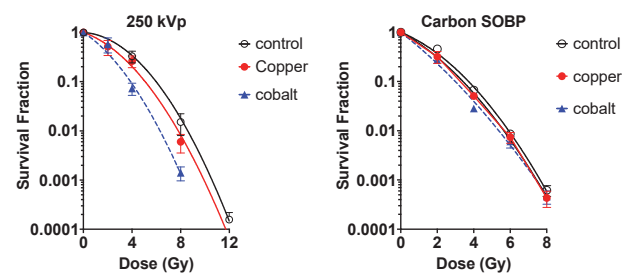 250 kVp
Survival Fraction
1
0.1
0.01
0.001
0.0001
0 4 8 12
Dose (Gy)
control
Copper
cobalt
Carbon SOBP
Survival Fraction
1
0.1
0.01
0.001
0.0001
0 2 4 6 8
Dose (Gy)
control
copper
cobalt